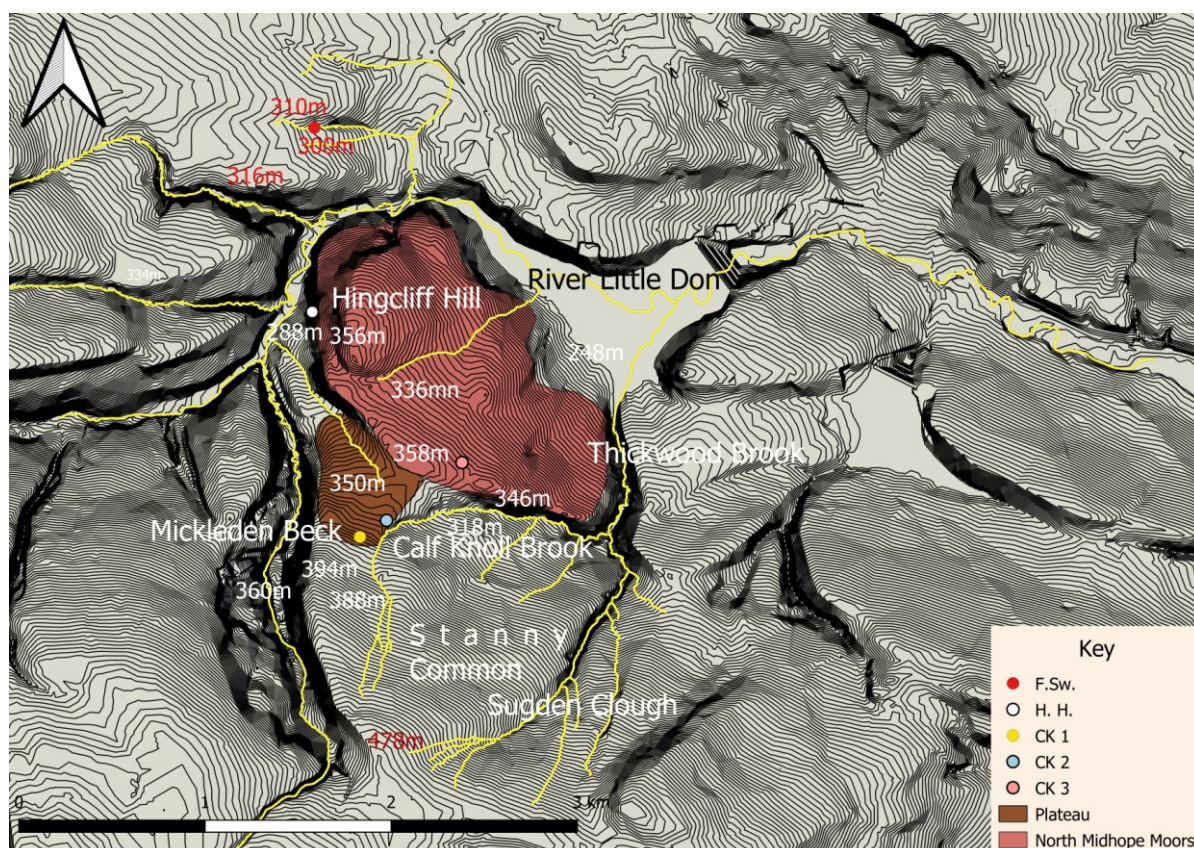 310m
300m
316m
River Little Don
334m
Hingcliff Hill
288m
356m
248m
336mn
358m
Thickwood Brook
350m
346m
318m
Mickleden Beck
Calf Knoll Brook
394m
360m
388m
Stanny
Common
Sugden Clough
478m
0
1
2
3 km
Key
F.Sw.
H. H.
CK 1
CK 2
CK 3
Plateau
North Midhope Moors